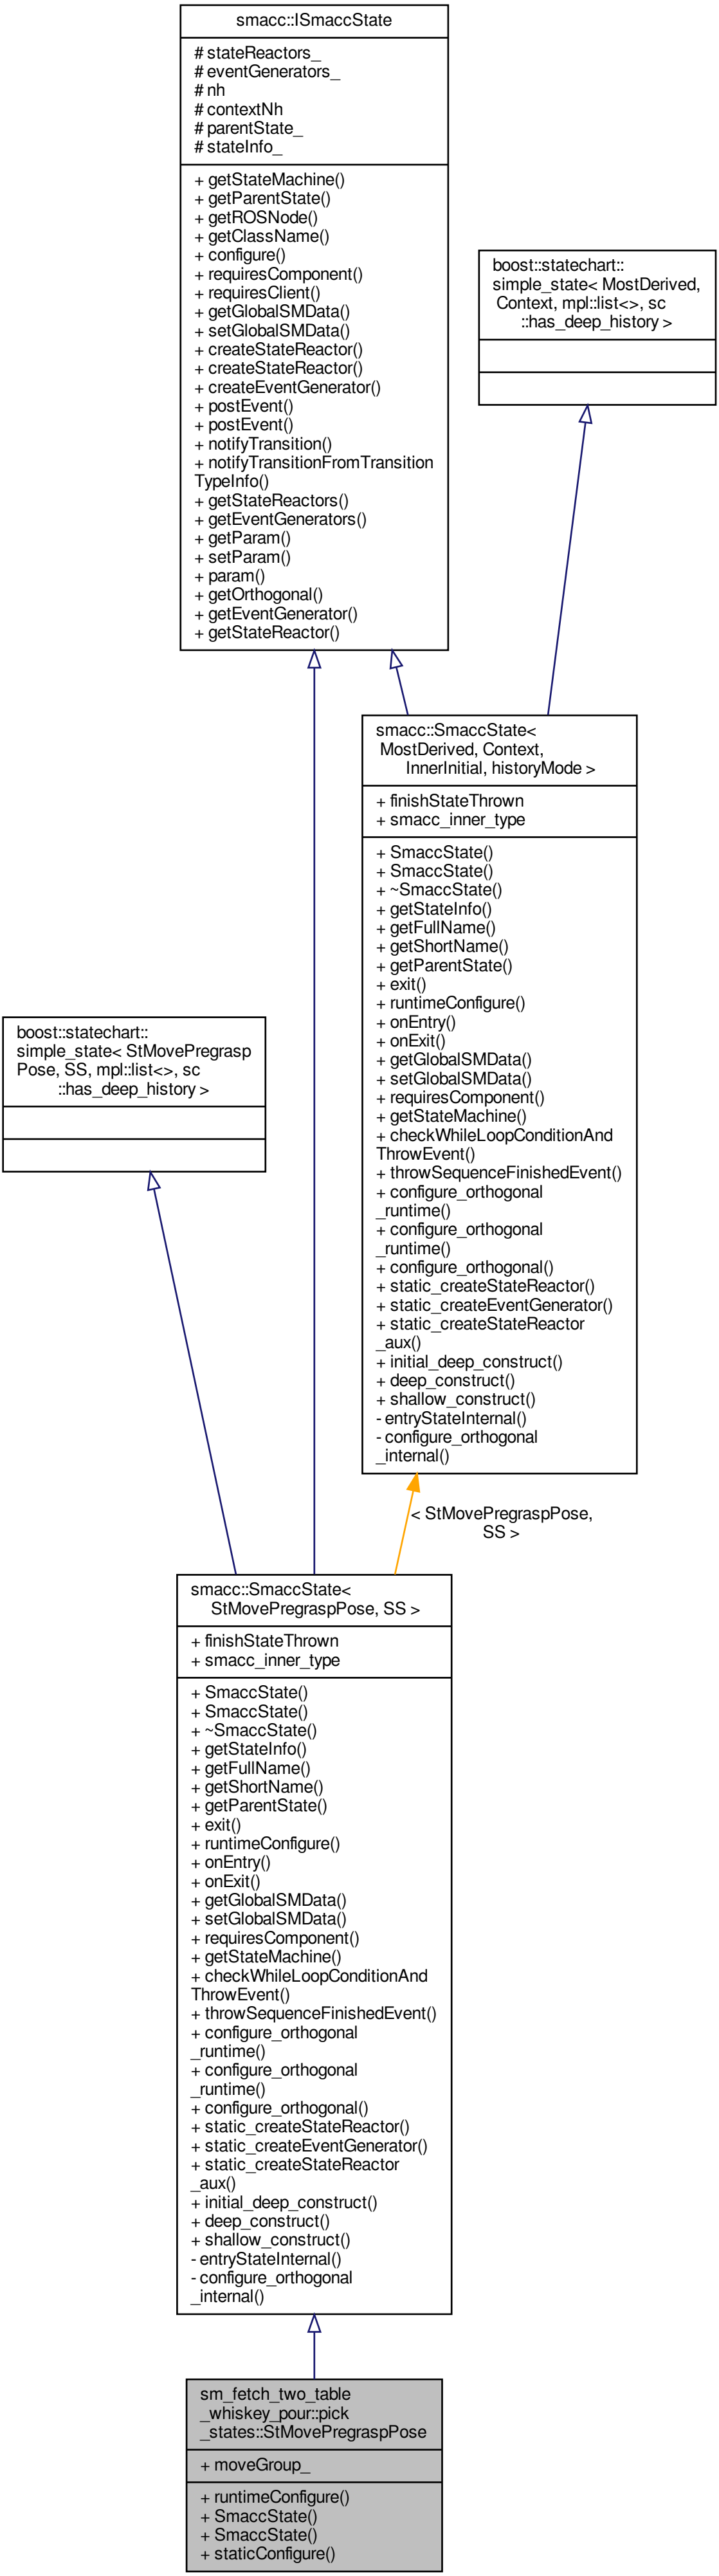 smacc::ISmaccState
# stateReactors_
# eventGenerators_
# nh
# contextNh
# parentState_
# stateInfo_
+ getStateMachine()
+ getParentState()
+ getROSNode()
+ getClassName()
+ configure()
+ requiresComponent()
+ requiresClient()
+ getGlobalSMData()
+ setGlobalSMData()
+ createStateReactor()
+ createStateReactor()
+ createEventGenerator()
+ postEvent()
+ postEvent()
+ notifyTransition()
+ notifyTransitionFromTransition
TypeInfo()
+ getStateReactors()
+ getEventGenerators()
+ getParam()
+ setParam()
+ param()
+ getOrthogonal()
+ getEventGenerator()
+ getStateReactor()
boost::statechart::
simple_state< MostDerived,
Context, mpl::list<>, sc
::has_deep_history >
smacc::SmaccState<
MostDerived, Context,
InnerInitial, historyMode >
+ finishStateThrown
+ smacc_inner_type
+ SmaccState()
+ SmaccState()
+ ~SmaccState()
+ getStateInfo()
+ getFullName()
+ getShortName()
+ getParentState()
+ exit()
+ runtimeConfigure()
+ onEntry()
+ onExit()
+ getGlobalSMData()
+ setGlobalSMData()
+ requiresComponent()
+ getStateMachine()
+ checkWhileLoopConditionAnd
ThrowEvent()
+ throwSequenceFinishedEvent()
+ configure_orthogonal
_runtime()
+ configure_orthogonal
_runtime()
+ configure_orthogonal()
+ static_createStateReactor()
+ static_createEventGenerator()
+ static_createStateReactor
_aux()
+ initial_deep_construct()
+ deep_construct()
+ shallow_construct()
- entryStateInternal()
- configure_orthogonal
_internal()
boost::statechart::
simple_state< StMovePregrasp
Pose, SS, mpl::list<>, sc
::has_deep_history >
< StMovePregraspPose,
SS >
smacc::SmaccState<
StMovePregraspPose, SS >
+ finishStateThrown
+ smacc_inner_type
+ SmaccState()
+ SmaccState()
+ ~SmaccState()
+ getStateInfo()
+ getFullName()
+ getShortName()
+ getParentState()
+ exit()
+ runtimeConfigure()
+ onEntry()
+ onExit()
+ getGlobalSMData()
+ setGlobalSMData()
+ requiresComponent()
+ getStateMachine()
+ checkWhileLoopConditionAnd
ThrowEvent()
+ throwSequenceFinishedEvent()
+ configure_orthogonal
_runtime()
+ configure_orthogonal
_runtime()
+ configure_orthogonal()
+ static_createStateReactor()
+ static_createEventGenerator()
+ static_createStateReactor
_aux()
+ initial_deep_construct()
+ deep_construct()
+ shallow_construct()
- entryStateInternal()
- configure_orthogonal
_internal()
sm_fetch_two_table
_whiskey_pour::pick
_states::StMovePregraspPose
+ moveGroup_
+ runtimeConfigure()
+ SmaccState()
+ SmaccState()
+ staticConfigure()